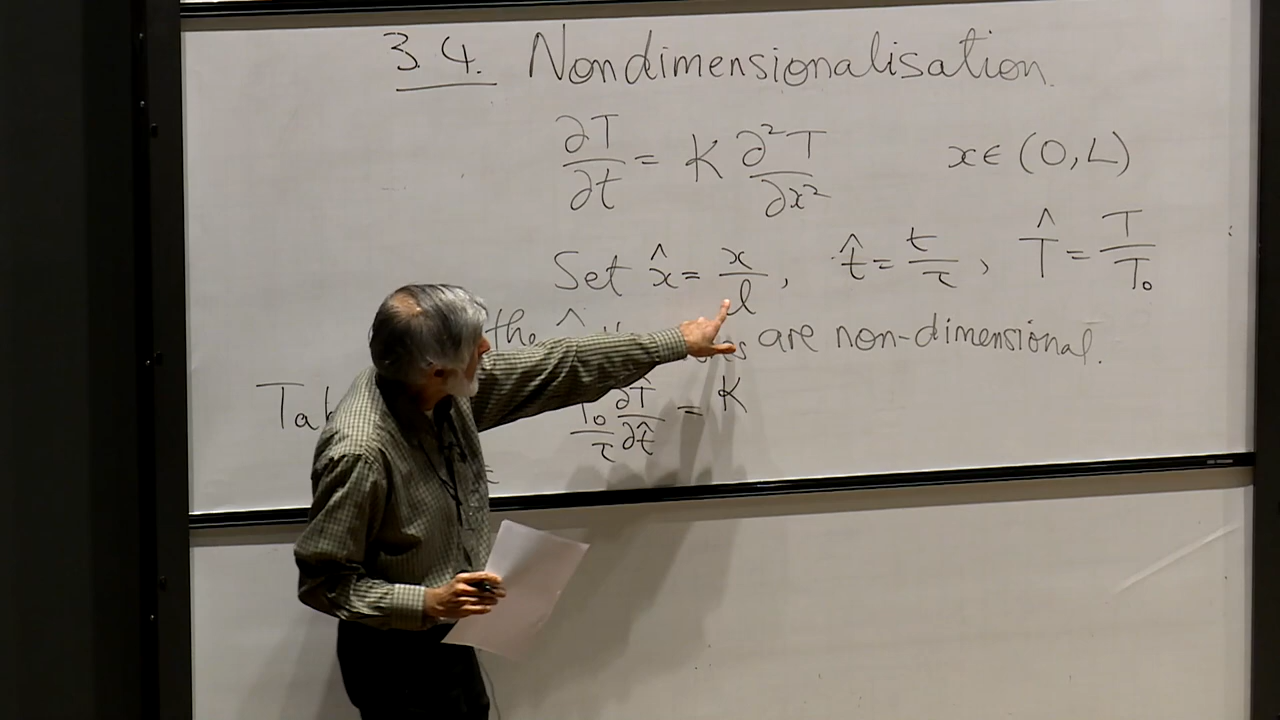 3.4. Nondimensionalisation.
∂T/∂t = K ∂²T/∂x² x ∈ (0, L)
Set x̂ = x/l, t̂ = t/τ, T̂ = T/T₀
the ^ are non-dimensional.
T₀/τ ∂T̂/∂t̂ = K